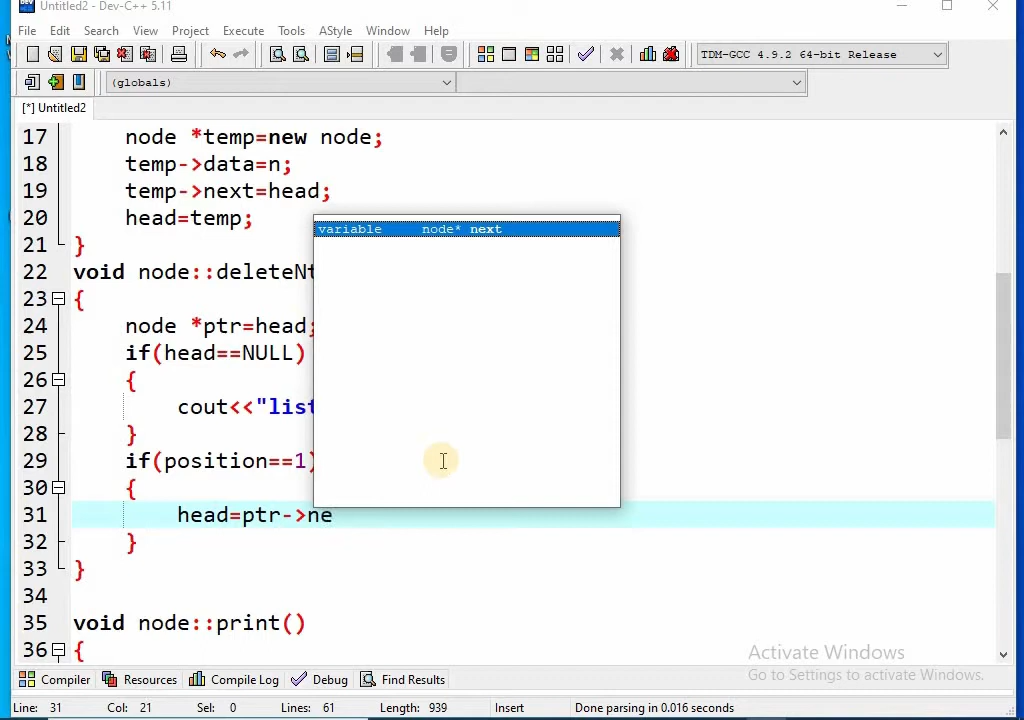 Untitled2 - Dev-C++ 5.11
File Edit Search View Project Execute Tools AStyle Window Help
TDM-GCC 4.9.2 64-bit Release
(globals)
[*] Untitled2
17 node *temp=new node;
18 temp->data=n;
19 temp->next=head;
20 head=temp;
21 }
22 void node::deleteNt
23 {
24 node *ptr=head;
25 if(head==NULL)
26 {
27 cout<<"list
28 }
29 if(position==1)
30 {
31 head=ptr->ne
32 }
33 }
34
35 void node::print()
36 {
variable node* next
Activate Windows
Go to Settings to activate Windows.
Compiler Resources Compile Log Debug Find Results
Line: 31 Col: 21 Sel: 0 Lines: 61 Length: 939 Insert Done parsing in 0.016 seconds